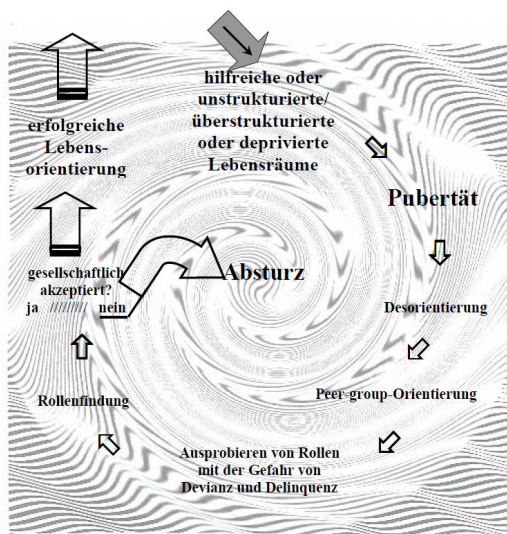 hilfreiche oder
unstrukturierte/
überstrukturierte
oder deprivierte
Lebensräume
Pubertät
Desorientierung
Peer-group-Orientierung
Ausprobieren von Rollen
mit der Gefahr von
Devianz und Delinquenz
Rollenfindung
gesellschaftlich
akzeptiert?
ja ///////// nein
Absturz
erfolgreiche
Lebens-
orientierung